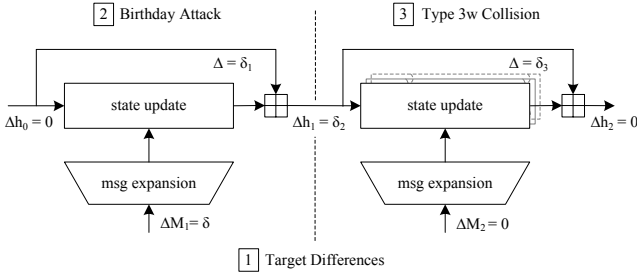 2 Birthday Attack
3 Type 3w Collision
Δ = δ1
Δ = δ3
state update
state update
Δh0 = 0
Δh1 = δ2
Δh2 = 0
msg expansion
msg expansion
ΔM1= δ
ΔM2= 0
1 Target Differences